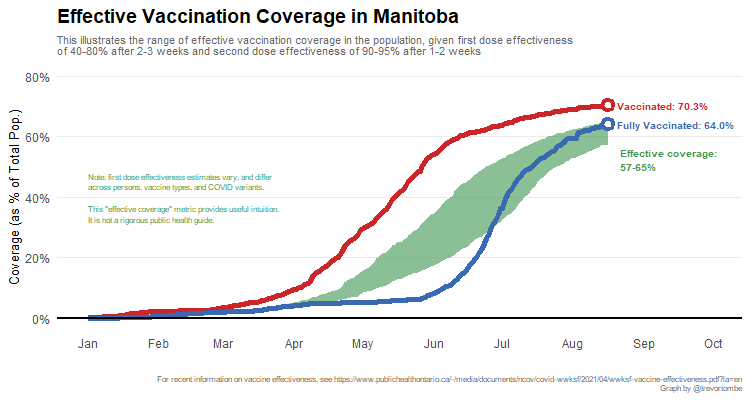 Effective Vaccination Coverage in Manitoba
This illustrates the range of effective vaccination coverage in the population, given first dose effectiveness
of 40-80% after 2-3 weeks and second dose effectiveness of 90-95% after 1-2 weeks
Coverage (as % of Total Pop.)
80%
60%
40%
20%
0%
Vaccinated: 70.3%
Fully Vaccinated: 64.0%
Effective coverage:
57-65%
Note: first dose effectiveness estimates vary, and differ
across persons, vaccine types, and COVID variants.
This "effective coverage" metric provides useful intuition.
It is not a rigorous public health guide.
Jan Feb Mar Apr May Jun Jul Aug Sep Oct
For recent information on vaccine effectiveness, see https://www.publichealthontario.ca/-/media/documents/ncov/covid-wwksf/2021/04/wwksf-vaccine-effectiveness.pdf?la=en
Graph by @trevortombe